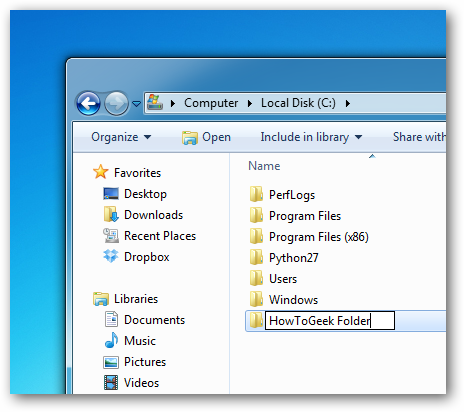 Computer Local Disk (C:)
Organize Open Include in library Share with
Favorites
Desktop
Downloads
Recent Places
Dropbox
Libraries
Documents
Music
Pictures
Videos
Name
PerfLogs
Program Files
Program Files (x86)
Python27
Users
Windows
HowToGeek Folder